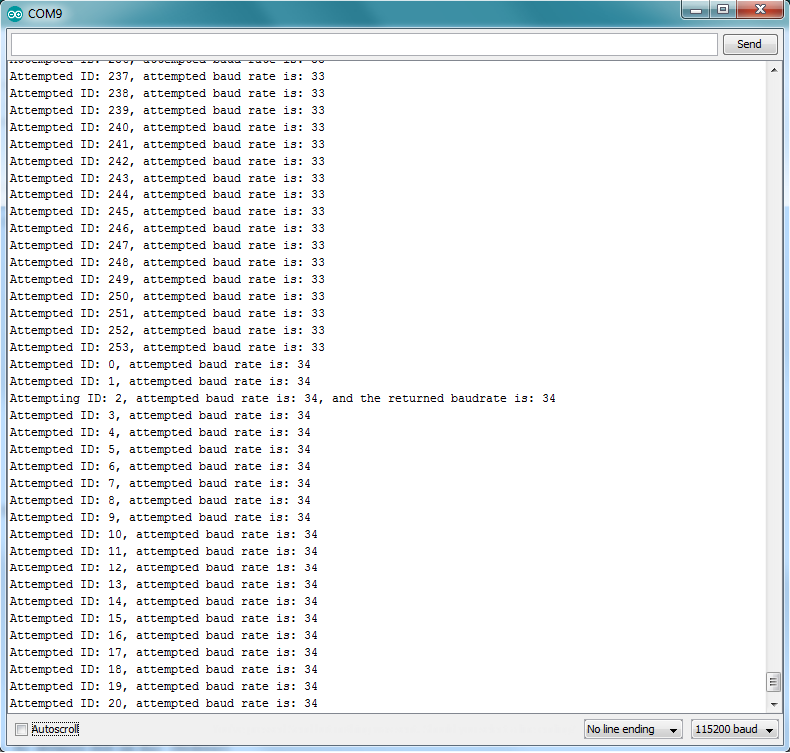 COM9
Send
Attempted ID: 237, attempted baud rate is: 33
Attempted ID: 238, attempted baud rate is: 33
Attempted ID: 239, attempted baud rate is: 33
Attempted ID: 240, attempted baud rate is: 33
Attempted ID: 241, attempted baud rate is: 33
Attempted ID: 242, attempted baud rate is: 33
Attempted ID: 243, attempted baud rate is: 33
Attempted ID: 244, attempted baud rate is: 33
Attempted ID: 245, attempted baud rate is: 33
Attempted ID: 246, attempted baud rate is: 33
Attempted ID: 247, attempted baud rate is: 33
Attempted ID: 248, attempted baud rate is: 33
Attempted ID: 249, attempted baud rate is: 33
Attempted ID: 250, attempted baud rate is: 33
Attempted ID: 251, attempted baud rate is: 33
Attempted ID: 252, attempted baud rate is: 33
Attempted ID: 253, attempted baud rate is: 33
Attempted ID: 0, attempted baud rate is: 34
Attempted ID: 1, attempted baud rate is: 34
Attempting ID: 2, attempted baud rate is: 34, and the returned baudrate is: 34
Attempted ID: 3, attempted baud rate is: 34
Attempted ID: 4, attempted baud rate is: 34
Attempted ID: 5, attempted baud rate is: 34
Attempted ID: 6, attempted baud rate is: 34
Attempted ID: 7, attempted baud rate is: 34
Attempted ID: 8, attempted baud rate is: 34
Attempted ID: 9, attempted baud rate is: 34
Attempted ID: 10, attempted baud rate is: 34
Attempted ID: 11, attempted baud rate is: 34
Attempted ID: 12, attempted baud rate is: 34
Attempted ID: 13, attempted baud rate is: 34
Attempted ID: 14, attempted baud rate is: 34
Attempted ID: 15, attempted baud rate is: 34
Attempted ID: 16, attempted baud rate is: 34
Attempted ID: 17, attempted baud rate is: 34
Attempted ID: 18, attempted baud rate is: 34
Attempted ID: 19, attempted baud rate is: 34
Attempted ID: 20, attempted baud rate is: 34
Autoscroll No line ending 115200 baud